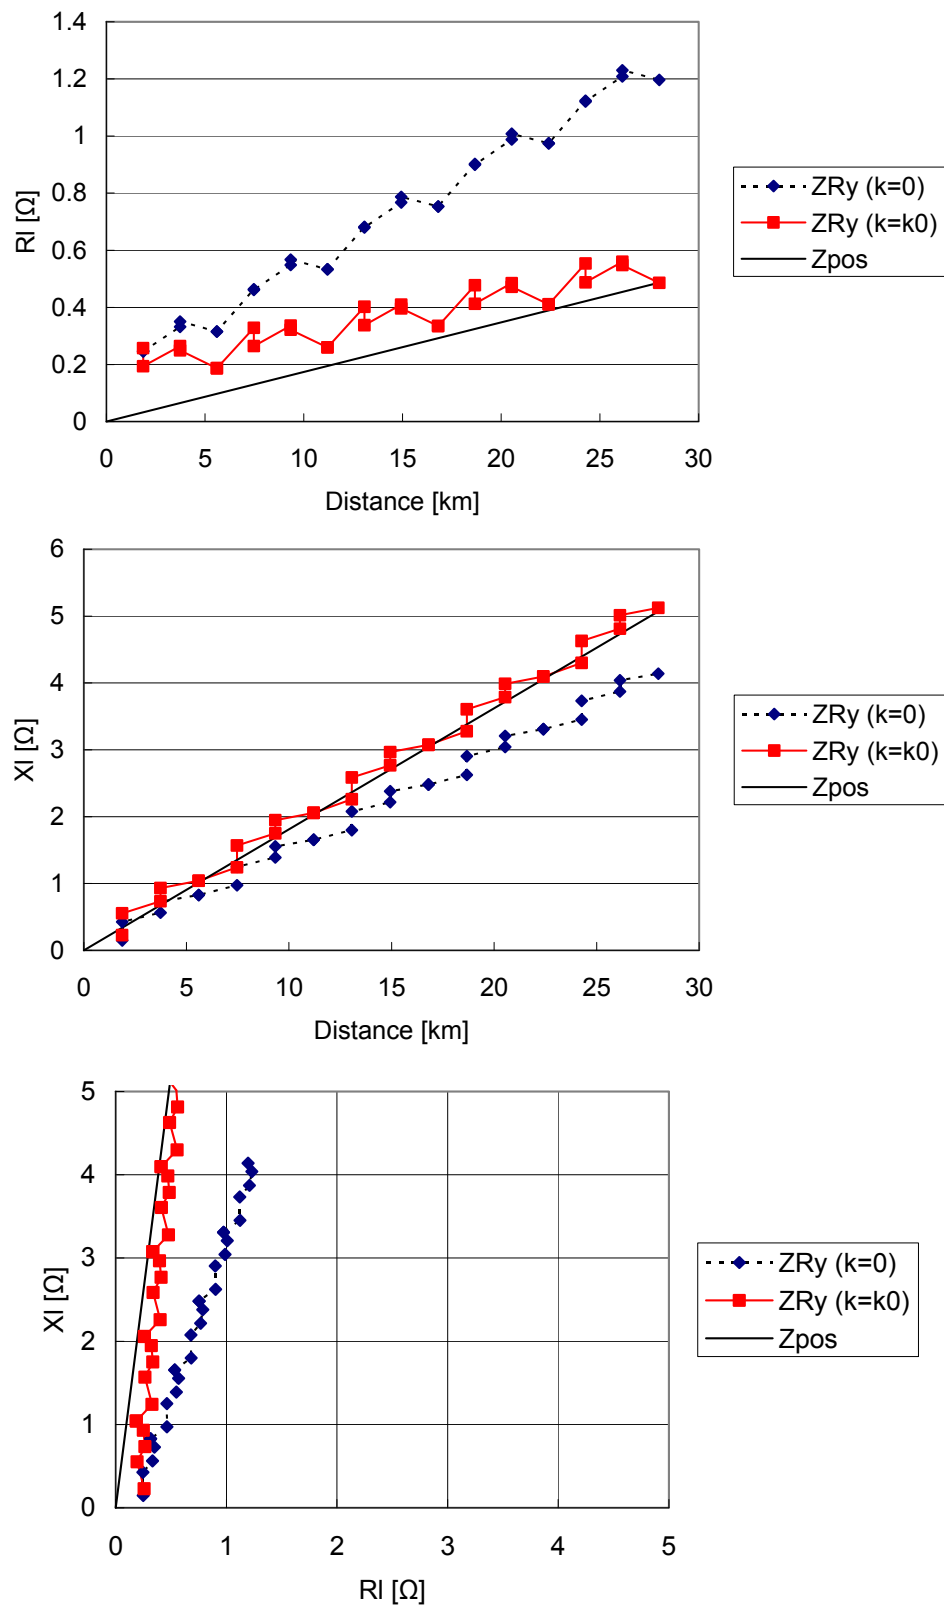 1.4
1.2
1
0.8
0.6
0.4
0.2
0
Rl [Ω]
0 5 10 15 20 25 30
Distance [km]
ZRy (k=0)
ZRy (k=k0)
Zpos
6
5
4
3
2
1
0
Xl [Ω]
0 5 10 15 20 25 30
Distance [km]
ZRy (k=0)
ZRy (k=k0)
Zpos
5
4
3
2
1
0
Xl [Ω]
0 1 2 3 4 5
Rl [Ω]
ZRy (k=0)
ZRy (k=k0)
Zpos